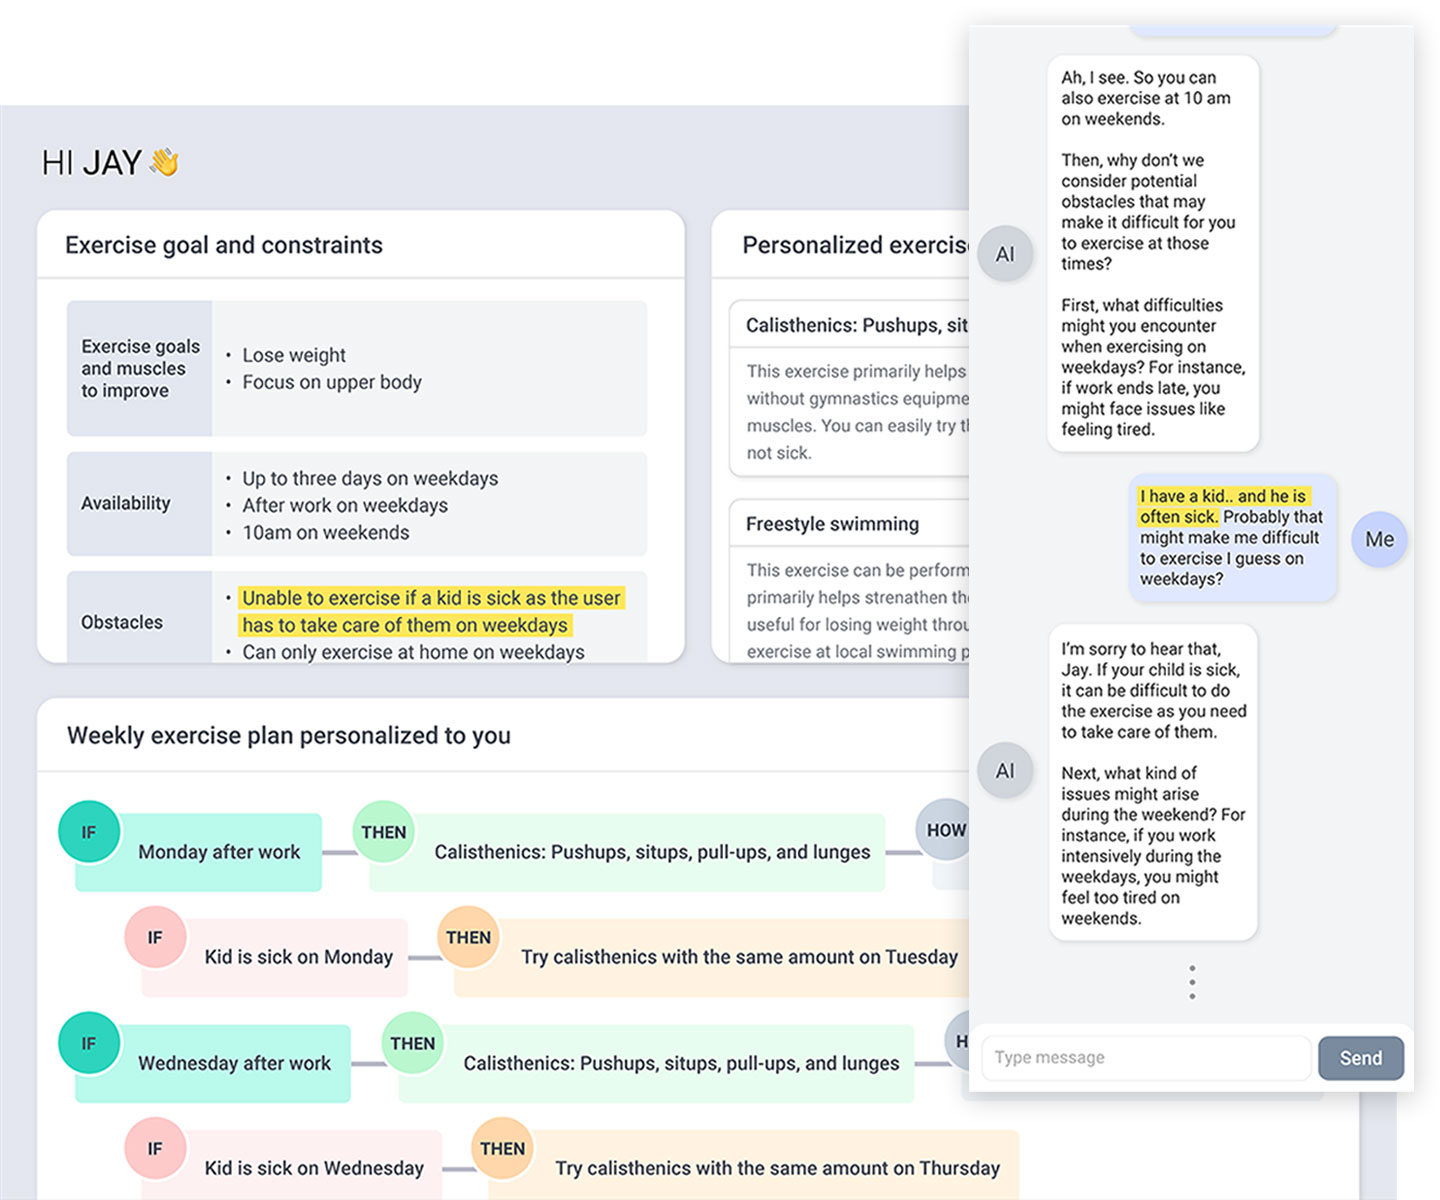 HI JAY 👋
Exercise goal and constraints
Exercise goals
and muscles
to improve
• Lose weight
• Focus on upper body
Availability
• Up to three days on weekdays
• After work on weekdays
• 10am on weekends
Obstacles
• Unable to exercise if a kid is sick as the user
has to take care of them on weekdays
• Can only exercise at home on weekdays
Personalized
Calisthenics: Pushups,
This exercise primarily helps
without gymnastics
muscles. You can easily try
not sick.
Freestyle swimming
This exercise can be
primarily helps strenathen
useful for losing weight
exercise at local swimming
Weekly exercise plan personalized to you
IF
Monday after work
THEN
Calisthenics: Pushups, situps, pull-ups, and lunges
HOW
IF
Kid is sick on Monday
THEN
Try calisthenics with the same amount on Tuesday
IF
Wednesday after work
THEN
Calisthenics: Pushups, situps, pull-ups, and lunges
IF
Kid is sick on Wednesday
THEN
Try calisthenics with the same amount on Thursday
AI
Ah, I see. So you can
also exercise at 10 am
on weekends.
Then, why don’t we
consider potential
obstacles that may
make it difficult for you
to exercise at those
times?
First, what difficulties
might you encounter
when exercising on
weekdays? For instance,
if work ends late, you
might face issues like
feeling tired.
I have a kid.. and he is
often sick. Probably that
might make me difficult
to exercise I guess on
weekdays?
Me
AI
I’m sorry to hear that,
Jay. If your child is sick,
it can be difficult to do
the exercise as you need
to take care of them.
Next, what kind of
issues might arise
during the weekend? For
instance, if you work
intensively during the
weekdays, you might
feel too tired on
weekends.
Type message
Send